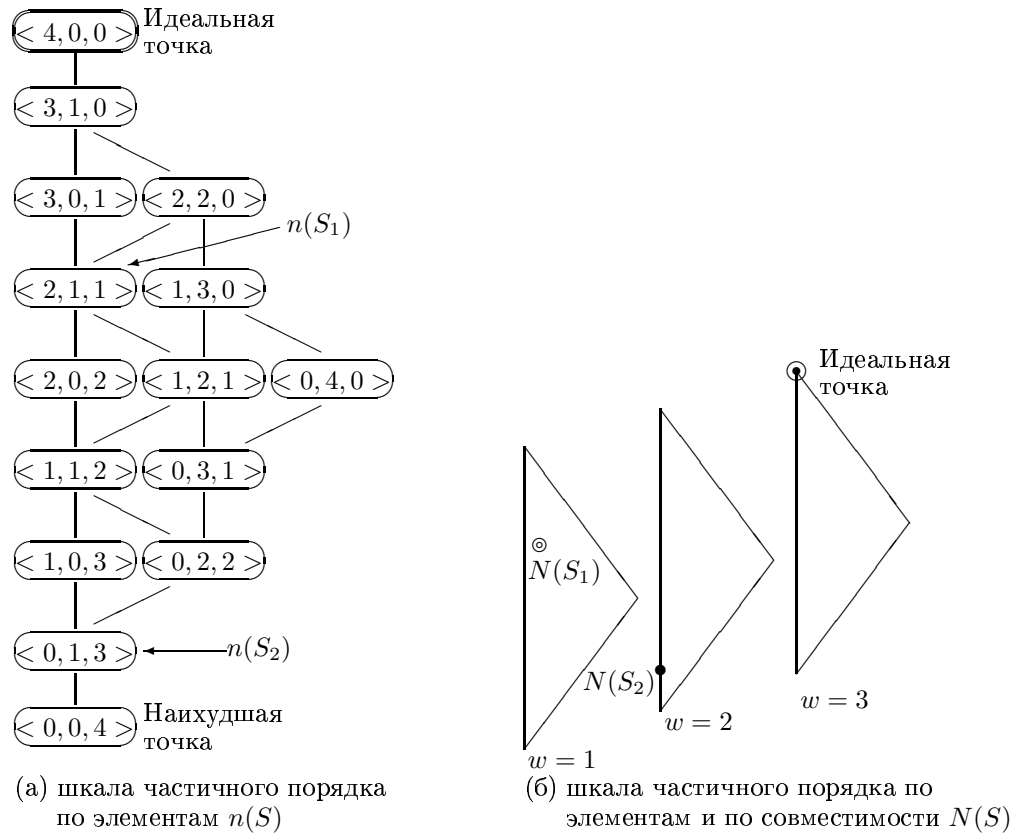 < 4, 0, 0 >
Идеальная
точка
< 3, 1, 0 >
< 3, 0, 1 > < 2, 2, 0 >
n(S₁)
< 2, 1, 1 > < 1, 3, 0 >
< 2, 0, 2 > < 1, 2, 1 > < 0, 4, 0 >
< 1, 1, 2 > < 0, 3, 1 >
< 1, 0, 3 > < 0, 2, 2 >
< 0, 1, 3 > n(S₂)
< 0, 0, 4 >
Наихудшая
точка
(а) шкала частичного порядка
по элементам n(S)
Идеальная
точка
N(S₁)
N(S₂)
w = 1
w = 2
w = 3
(б) шкала частичного порядка по
элементам и по совместимости N(S)